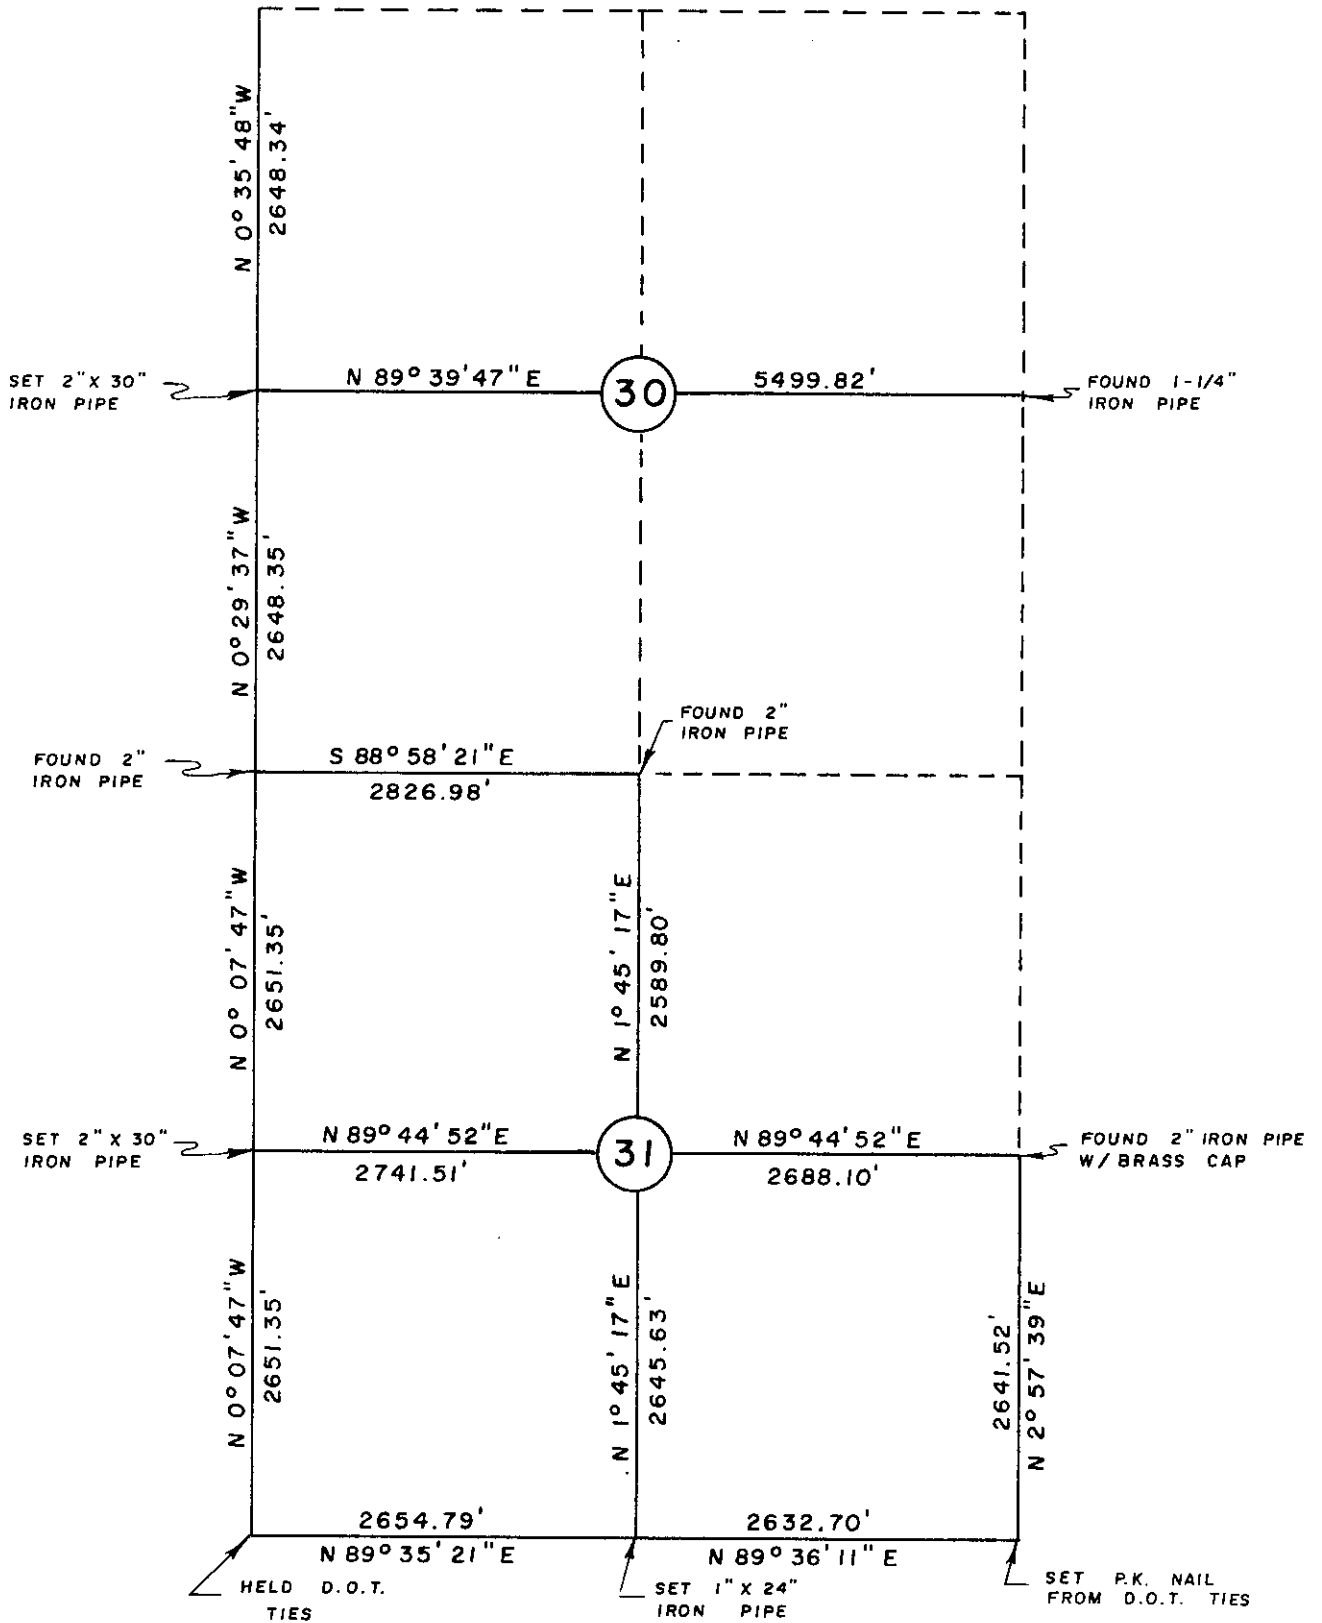 N 0° 35' 48" W
2648.34'
SET 2" X 30"
IRON PIPE
N 89° 39' 47" E
30
5499.82'
FOUND 1-1/4"
IRON PIPE
N 0° 29' 37" W
2648.35'
FOUND 2"
IRON PIPE
FOUND 2"
IRON PIPE
S 88° 58' 21" E
2826.98'
N 0° 07' 47" W
2651.35'
N 1° 45' 17" E
2589.80'
SET 2" X 30"
IRON PIPE
N 89° 44' 52" E
2741.51'
31
N 89° 44' 52" E
2688.10'
FOUND 2" IRON PIPE
W/ BRASS CAP
N 0° 07' 47" W
2651.35'
N 1° 45' 17" E
2645.63'
2641.52'
N 2° 57' 39" E
2654.79'
N 89° 35' 21" E
2632.70'
N 89° 36' 11" E
HELD D.O.T.
TIES
SET 1" X 24"
IRON PIPE
SET P.K. NAIL
FROM D.O.T. TIES